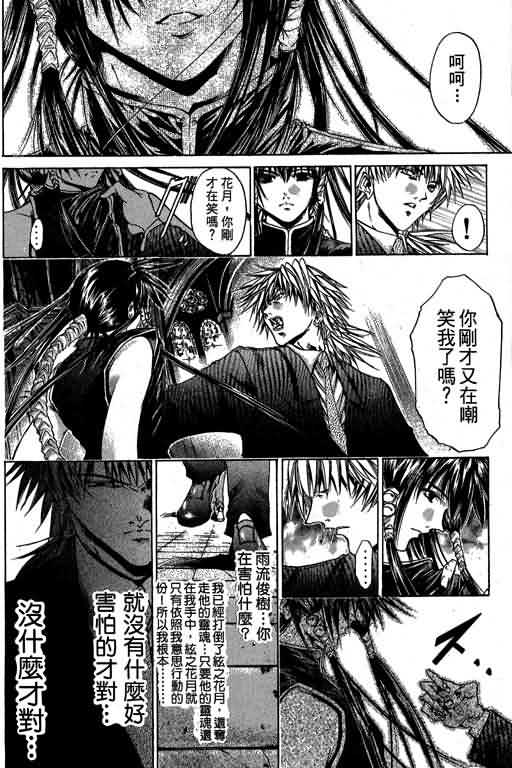 呵呵…
！
花月，你剛
才在笑嗎？
…
你剛才又在嘲
笑我了嗎？
……
雨流俊樹…你
在害怕什麼？
我已經打倒了絃之花月，還奪
走他的靈魂…只要他的靈魂還
在我手中，絃之花月就
只有依照我意思行動的
份！所以我根本
就沒有什麼好
害怕的才對…
沒什麼才對…